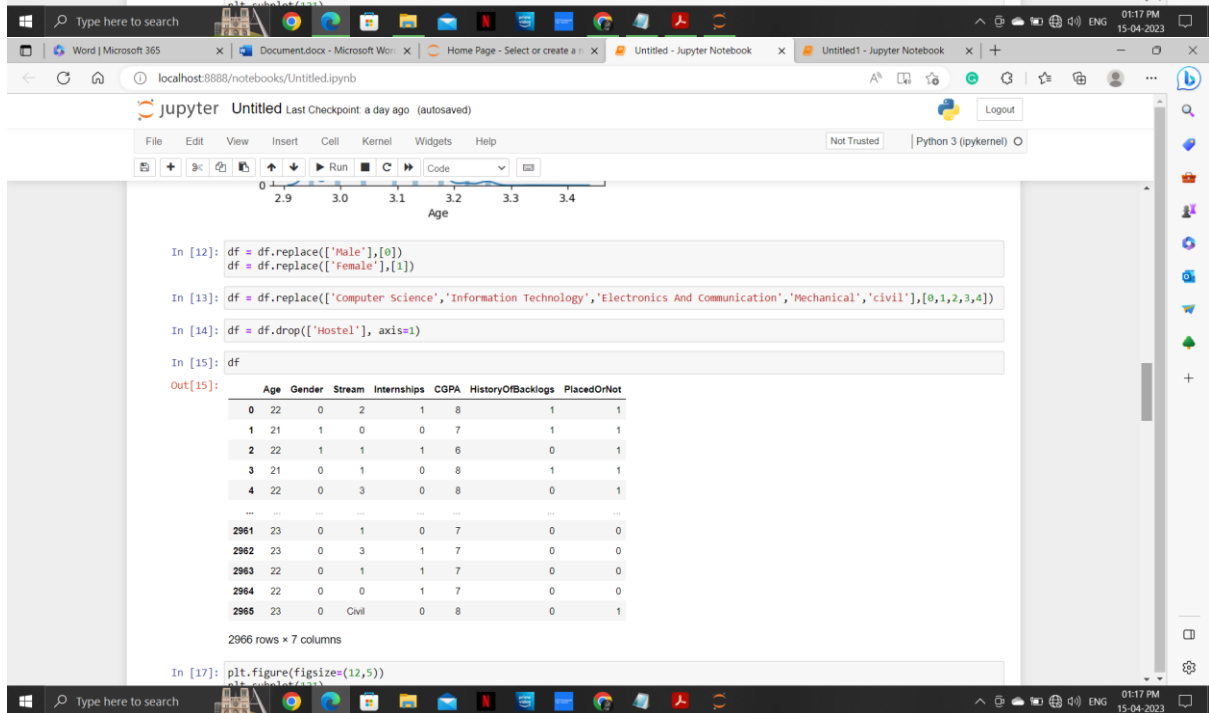 plt.subplot(121)
Type here to search
ENG
01:17 PM
15-04-2023
Word | Microsoft 365
Document.docx - Microsoft Wor
Home Page - Select or create a n
Untitled - Jupyter Notebook
Untitled1 - Jupyter Notebook
localhost:8888/notebooks/Untitled.ipynb
jupyter Untitled Last Checkpoint: a day ago (autosaved)
Logout
File Edit View Insert Cell Kernel Widgets Help
Not Trusted
Python 3 (ipykernel)
Run
Code
0
2.9 3.0 3.1 3.2 3.3 3.4
Age
In [12]: df = df.replace(['Male'],[0])
df = df.replace(['Female'],[1])
In [13]: df = df.replace(['Computer Science','Information Technology','Electronics And Communication','Mechanical','civil'],[0,1,2,3,4])
In [14]: df = df.drop(['Hostel'], axis=1)
In [15]: df
Out[15]:
Age Gender Stream Internships CGPA HistoryOfBacklogs PlacedOrNot
0 22 0 2 1 8 1 1
1 21 1 0 0 7 1 1
2 22 1 1 1 6 0 1
3 21 0 1 0 8 1 1
4 22 0 3 0 8 0 1
... ... ... ... ... ... ... ...
2961 23 0 1 0 7 0 0
2962 23 0 3 1 7 0 0
2963 22 0 1 1 7 0 0
2964 22 0 0 1 7 0 0
2965 23 0 Civil 0 8 0 1
2966 rows × 7 columns
In [17]: plt.figure(figsize=(12,5))
plt.subplot(121)
Type here to search
ENG
01:17 PM
15-04-2023